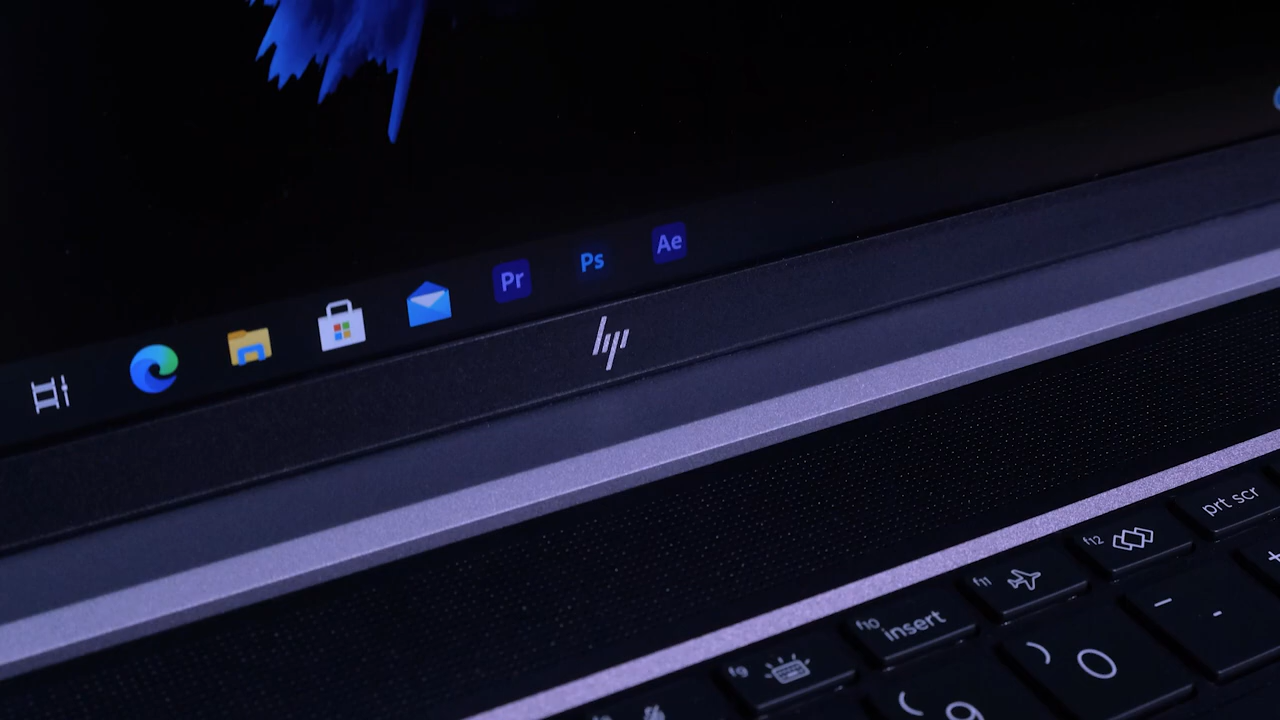 Pr
Ps
Ae
hp
prt scr
f12
f11
f10
insert
f9
+
-
-
)
0
(
9